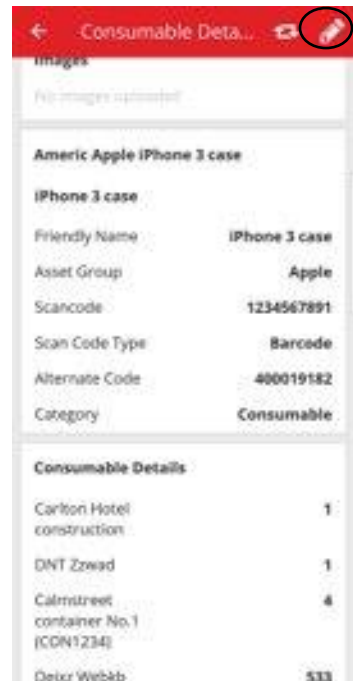 Consumable Deta...
Images
No images uploaded
Americ Apple iPhone 3 case
iPhone 3 case
Friendly Name iPhone 3 case
Asset Group Apple
Scancode 1234567891
Scan Code Type Barcode
Alternate Code 400019182
Category Consumable
Consumable Details
Carlton Hotel 1
construction
DNT Zzwad 1
Calmstreet 4
container No.1
(CON1234)
533